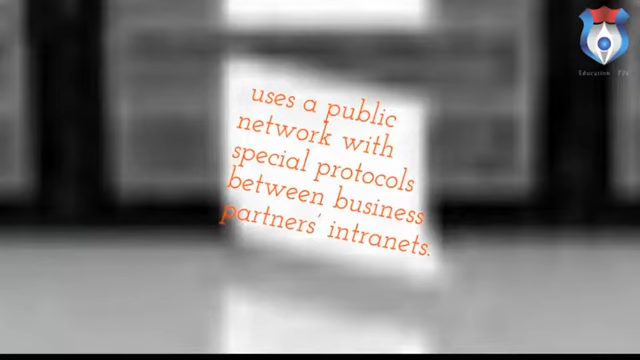 uses a public
network with
special protocols
between business
partners' intranets.